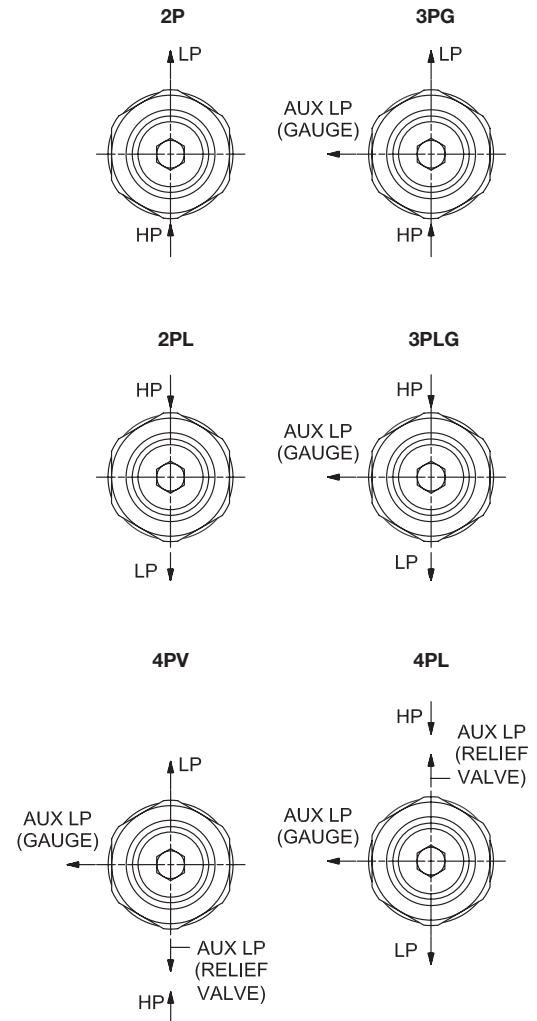 2P
LP
HP
3PG
LP
AUX LP
(GAUGE)
HP
2PL
HP
LP
3PLG
HP
AUX LP
(GAUGE)
LP
4PV
LP
AUX LP
(GAUGE)
AUX LP
(RELIEF
VALVE)
HP
4PL
HP
AUX LP
(RELIEF
VALVE)
AUX LP
(GAUGE)
LP